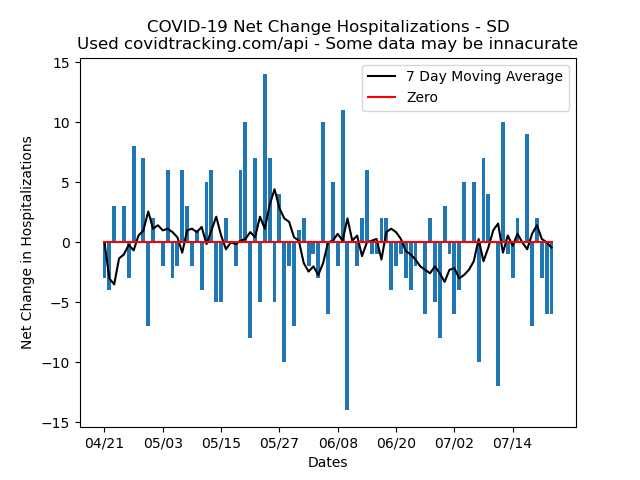 COVID-19 Net Change Hospitalizations - SD
Used covidtracking.com/api - Some data may be innacurate
7 Day Moving Average
Zero
15
10
5
0
−5
−10
−15
Net Change in Hospitalizations
04/21 05/03 05/15 05/27 06/08 06/20 07/02 07/14
Dates